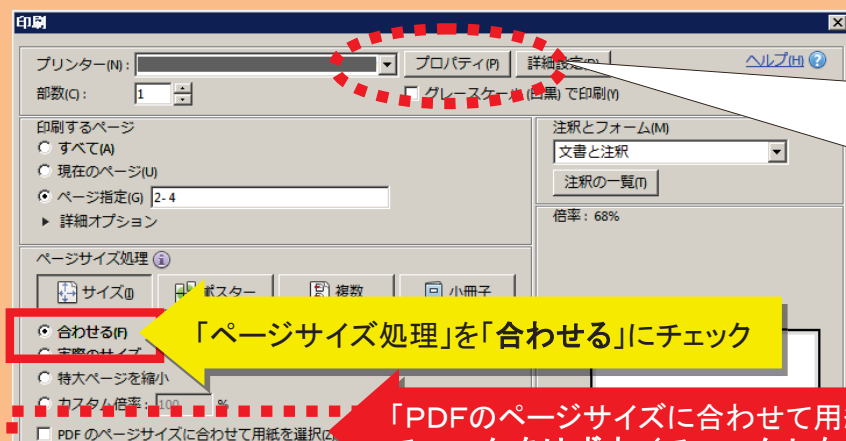 印刷
プリンター(N): プロパティ(P) 詳細設定(D) ヘルプ(H)
部数(C): 1 グレースケール (白黒) で印刷(Y)
印刷するページ
すべて(A)
現在のページ(U)
ページ指定(G) 2-4
詳細オプション
注釈とフォーム(M)
文書と注釈
注釈の一覧(T)
倍率: 68%
ページサイズ処理
サイズ(I) ポスター 複数 小冊子
合わせる(F)
「ページサイズ処理」を「合わせる」にチェック
実際のサイズ
特大ページを縮小
カスタム倍率: 100 %
「PDFのページサイズに合わせて用紙
PDF のページサイズに合わせて用紙を選択(Z)